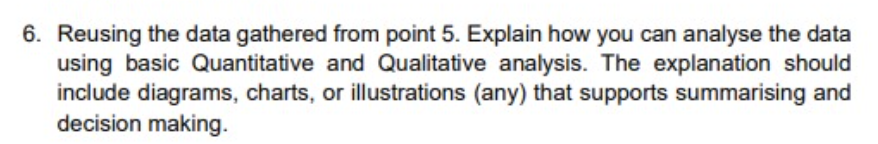 6. Reusing the data gathered from point 5. Explain how you can analyse the data
using basic Quantitative and Qualitative analysis. The explanation should
include diagrams, charts, or illustrations (any) that supports summarising and
decision making.